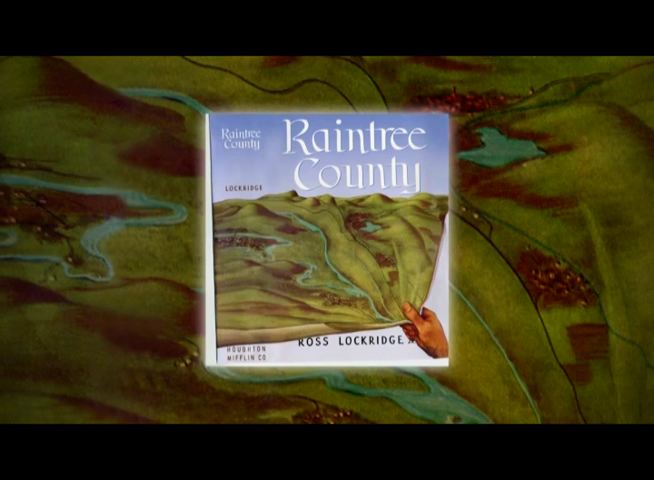 Raintree
County
LOCKRIDGE
HOUGHTON
MIFFLIN CO
Raintree
County
ROSS LOCKRIDGE,